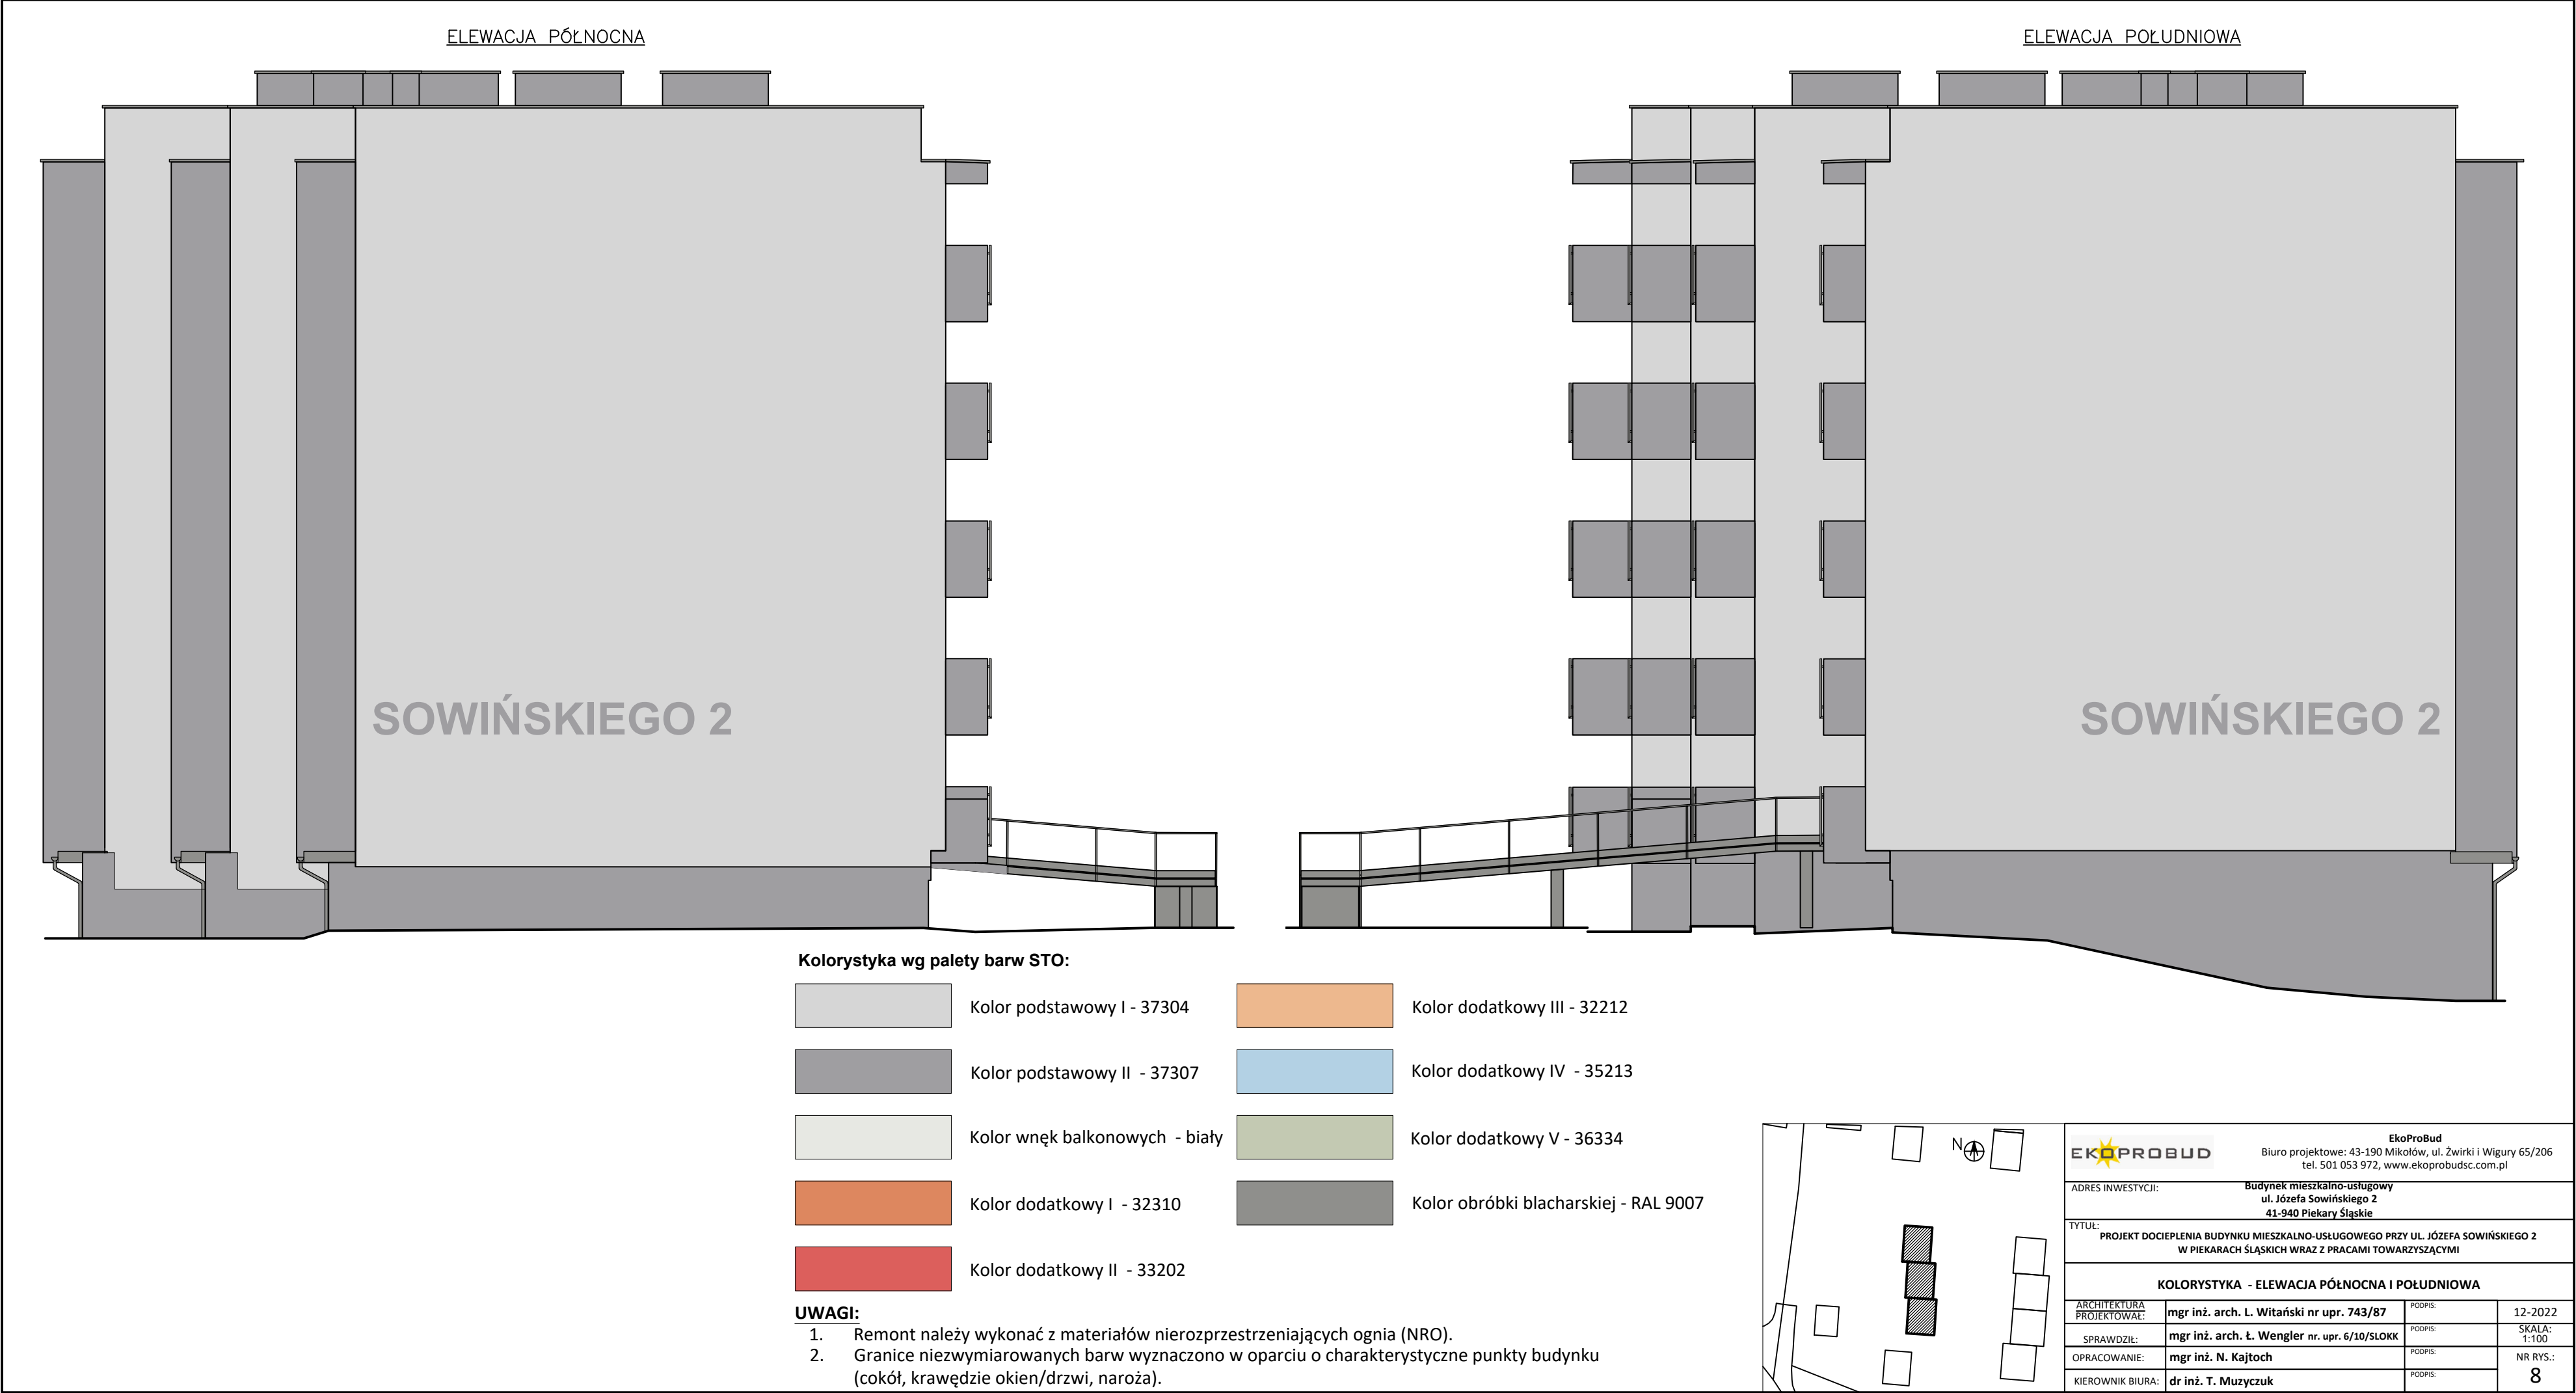 ELEWACJA PÓŁNOCNA
ELEWACJA POŁUDNIOWA
SOWIŃSKIEGO 2
SOWIŃSKIEGO 2
Kolorystyka wg palety barw STO:
Kolor podstawowy I - 37304
Kolor podstawowy II - 37307
Kolor wnęk balkonowych - biały
Kolor dodatkowy I - 32310
Kolor dodatkowy II - 33202
Kolor dodatkowy III - 32212
Kolor dodatkowy IV - 35213
Kolor dodatkowy V - 36334
Kolor obróbki blacharskiej - RAL 9007
UWAGI:
1. Remont należy wykonać z materiałów nierozprzestrzeniających ognia (NRO).
2. Granice niezwymiarowanych barw wyznaczono w oparciu o charakterystyczne punkty budynku
(cokół, krawędzie okien/drzwi, naroża).
N
EKOPROBUD
EkoProBud
Biuro projektowe: 43-190 Mikołów, ul. Żwirki i Wigury 65/206
tel. 501 053 972, www.ekoprobudsc.com.pl
ADRES INWESTYCJI:
Budynek mieszkalno-usługowy
ul. Józefa Sowińskiego 2
41-940 Piekary Śląskie
TYTUŁ:
PROJEKT DOCIEPLENIA BUDYNKU MIESZKALNO-USŁUGOWEGO PRZY UL. JÓZEFA SOWIŃSKIEGO 2
W PIEKARACH ŚLĄSKICH WRAZ Z PRACAMI TOWARZYSZĄCYMI
KOLORYSTYKA - ELEWACJA PÓŁNOCNA I POŁUDNIOWA
ARCHITEKTURA
PROJEKTOWAŁ:
mgr inż. arch. L. Witański nr upr. 743/87
PODPIS:
12-2022
SPRAWDZIŁ:
mgr inż. arch. Ł. Wengler nr. upr. 6/10/SLOKK
PODPIS:
SKALA:
1:100
OPRACOWANIE:
mgr inż. N. Kajtoch
PODPIS:
NR RYS.:
8
KIEROWNIK BIURA:
dr inż. T. Muzyczuk
PODPIS: